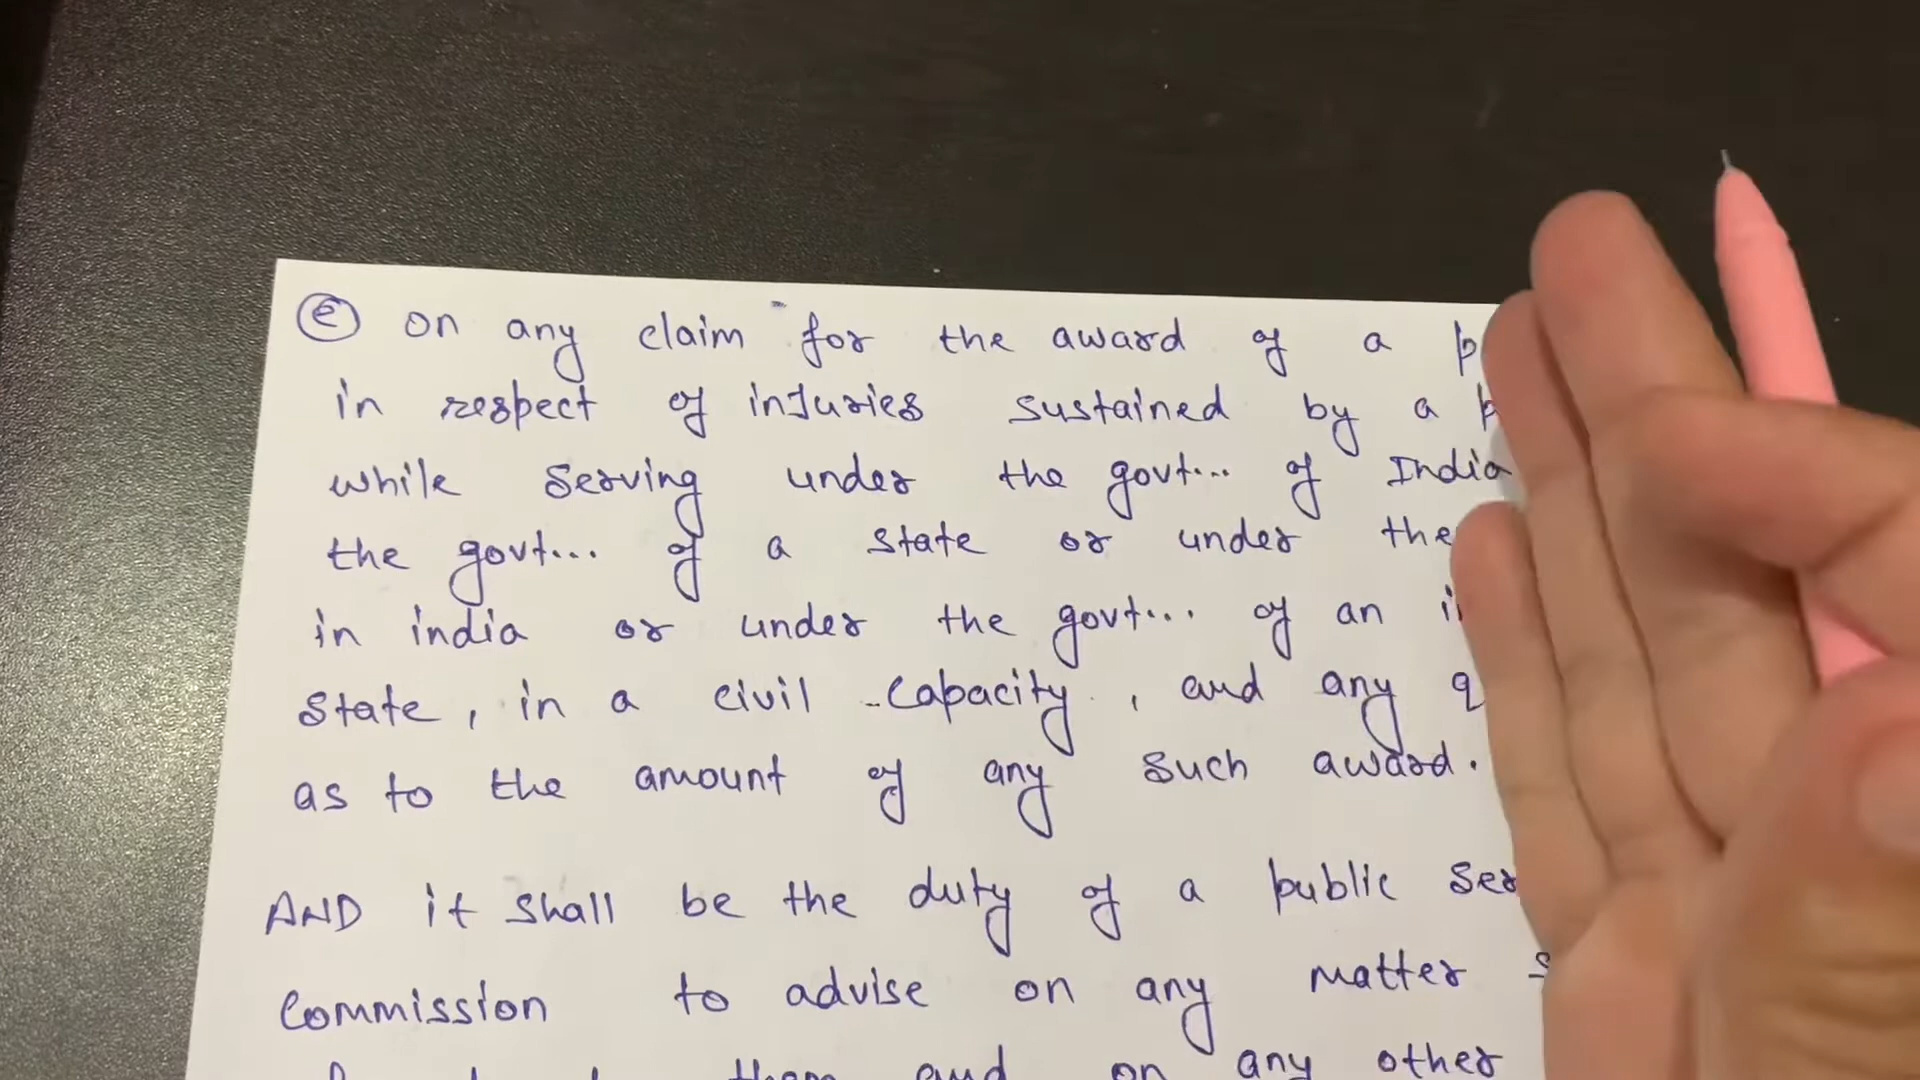 ⓔ on any claim for the award of a
in respect of injuries sustained by a
while serving under the govt... of India
the govt... of a state or under the
in india or under the govt... of an
state, in a civil capacity, and any
as to the amount of any such award.
AND it shall be the duty of a public
commission to advise on any matter
them and on any other